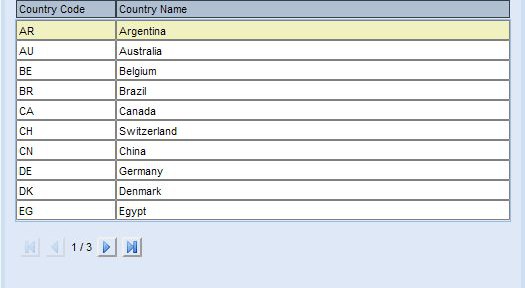 Country Code Country Name
AR Argentina
AU Australia
BE Belgium
BR Brazil
CA Canada
CH Switzerland
CN China
DE Germany
DK Denmark
EG Egypt
1 / 3